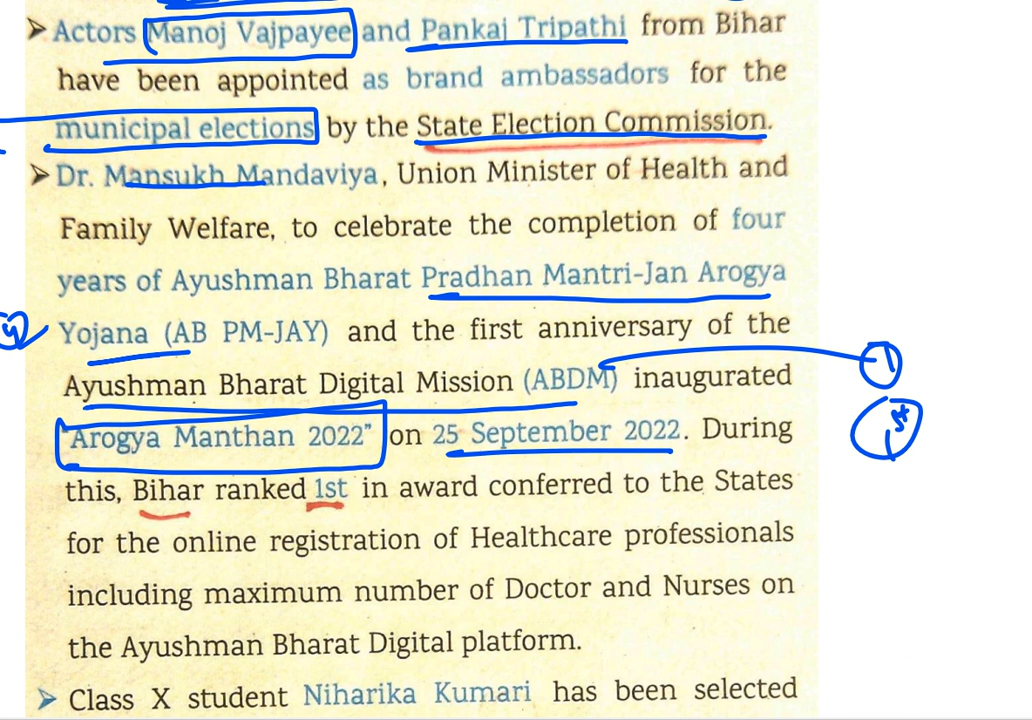 ➤ Actors Manoj Vajpayee and Pankaj Tripathi from Bihar
have been appointed as brand ambassadors for the
municipal elections by the State Election Commission.
➤ Dr. Mansukh Mandaviya, Union Minister of Health and
Family Welfare, to celebrate the completion of four
years of Ayushman Bharat Pradhan Mantri-Jan Arogya
Yojana (AB PM-JAY) and the first anniversary of the
Ayushman Bharat Digital Mission (ABDM) inaugurated
1
"Arogya Manthan 2022" on 25 September 2022. During
1st
this, Bihar ranked 1st in award conferred to the States
for the online registration of Healthcare professionals
including maximum number of Doctor and Nurses on
the Ayushman Bharat Digital platform.
➤ Class X student Niharika Kumari has been selected